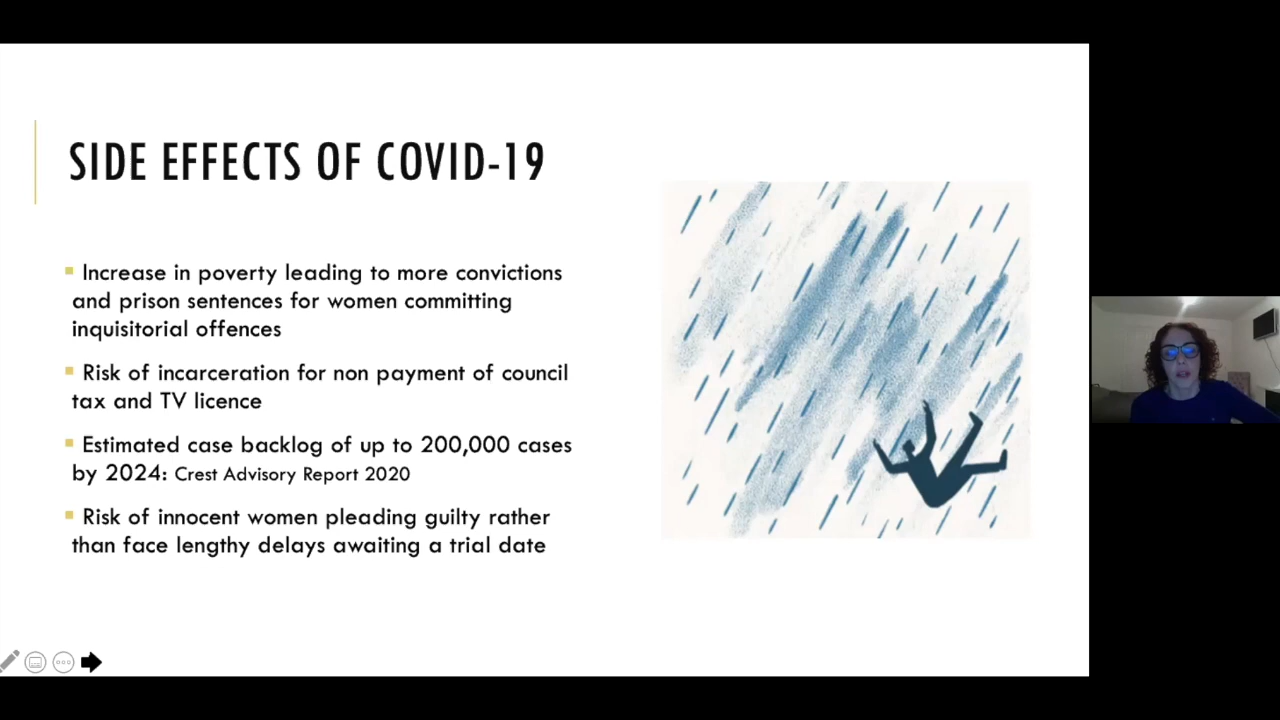 SIDE EFFECTS OF COVID-19
Increase in poverty leading to more convictions
and prison sentences for women committing
inquisitorial offences
Risk of incarceration for non payment of council
tax and TV licence
Estimated case backlog of up to 200,000 cases
by 2024: Crest Advisory Report 2020
Risk of innocent women pleading guilty rather
than face lengthy delays awaiting a trial date